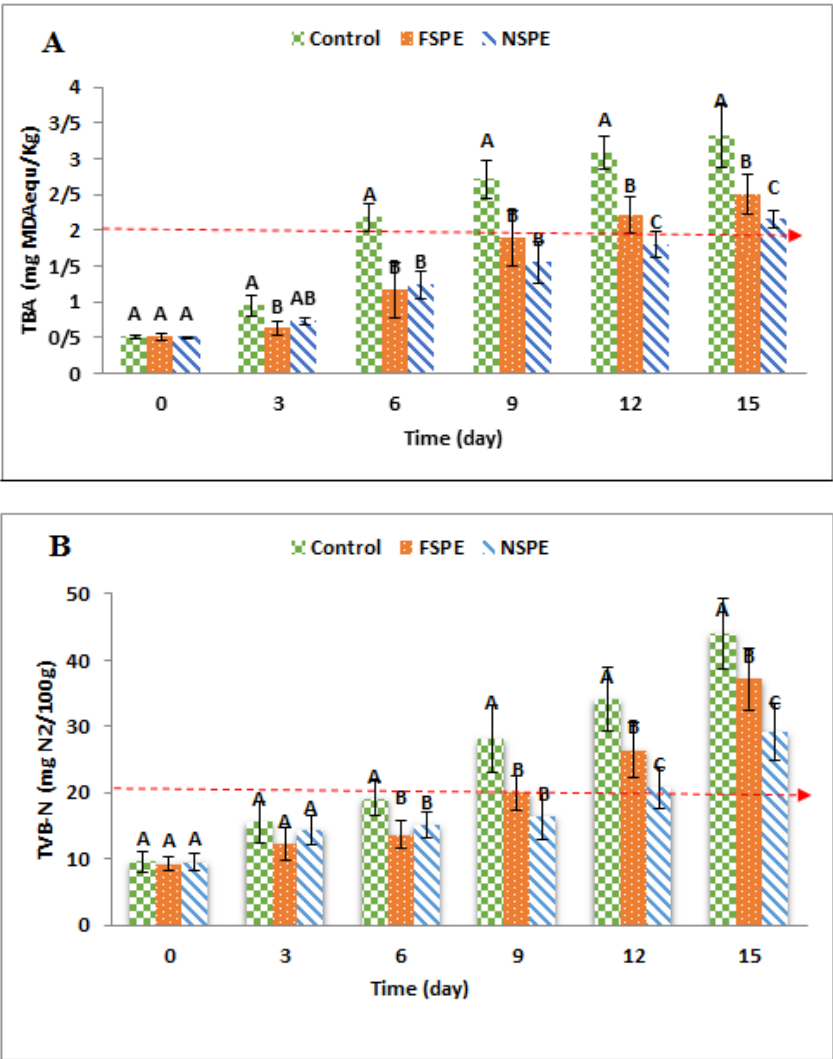 A
Control FSPE NSPE
TBA (mg MDAequ/Kg)
4
3/5
3
2/5
2
1/5
1
0/5
0
A A A
A B AB
A B B
A B B
A B C
A B C
0 3 6 9 12 15
Time (day)
B
Control FSPE NSPE
TVB-N (mg N2/100g)
50
40
30
20
10
0
A A A
A A A
A B B
A B B
A B C
A B C
0 3 6 9 12 15
Time (day)